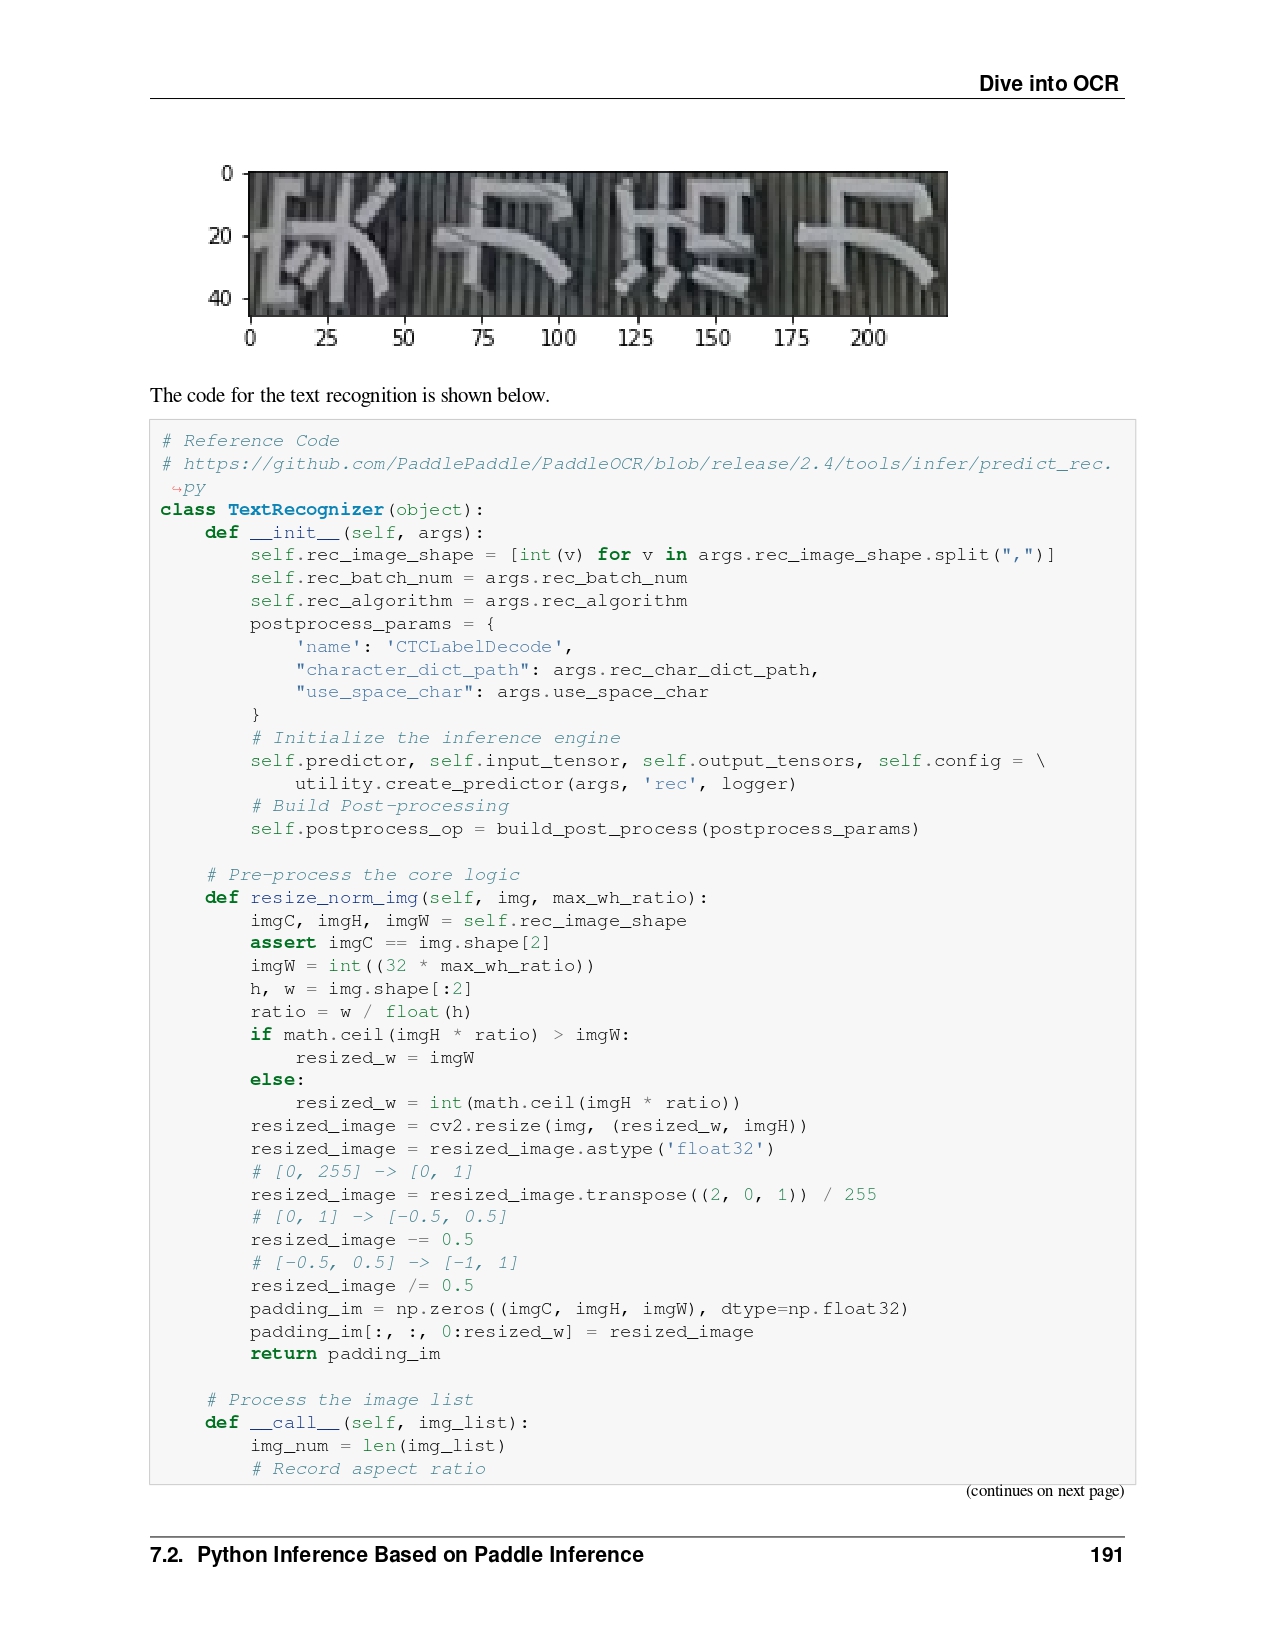 Dive into OCR
0
20
40
0 25 50 75 100 125 150 175 200
The code for the text recognition is shown below.
# Reference Code
# https://github.com/PaddlePaddle/PaddleOCR/blob/release/2.4/tools/infer/predict_rec.
↪py
class TextRecognizer(object):
    def __init__(self, args):
        self.rec_image_shape = [int(v) for v in args.rec_image_shape.split(",")]
        self.rec_batch_num = args.rec_batch_num
        self.rec_algorithm = args.rec_algorithm
        postprocess_params = {
            'name': 'CTCLabelDecode',
            "character_dict_path": args.rec_char_dict_path,
            "use_space_char": args.use_space_char
        }
        # Initialize the inference engine
        self.predictor, self.input_tensor, self.output_tensors, self.config = \
            utility.create_predictor(args, 'rec', logger)
        # Build Post-processing
        self.postprocess_op = build_post_process(postprocess_params)
    # Pre-process the core logic
    def resize_norm_img(self, img, max_wh_ratio):
        imgC, imgH, imgW = self.rec_image_shape
        assert imgC == img.shape[2]
        imgW = int((32 * max_wh_ratio))
        h, w = img.shape[:2]
        ratio = w / float(h)
        if math.ceil(imgH * ratio) > imgW:
            resized_w = imgW
        else:
            resized_w = int(math.ceil(imgH * ratio))
        resized_image = cv2.resize(img, (resized_w, imgH))
        resized_image = resized_image.astype('float32')
        # [0, 255] -> [0, 1]
        resized_image = resized_image.transpose((2, 0, 1)) / 255
        # [0, 1] -> [-0.5, 0.5]
        resized_image -= 0.5
        # [-0.5, 0.5] -> [-1, 1]
        resized_image /= 0.5
        padding_im = np.zeros((imgC, imgH, imgW), dtype=np.float32)
        padding_im[:, :, 0:resized_w] = resized_image
        return padding_im
    # Process the image list
    def __call__(self, img_list):
        img_num = len(img_list)
        # Record aspect ratio
(continues on next page)
7.2. Python Inference Based on Paddle Inference 191